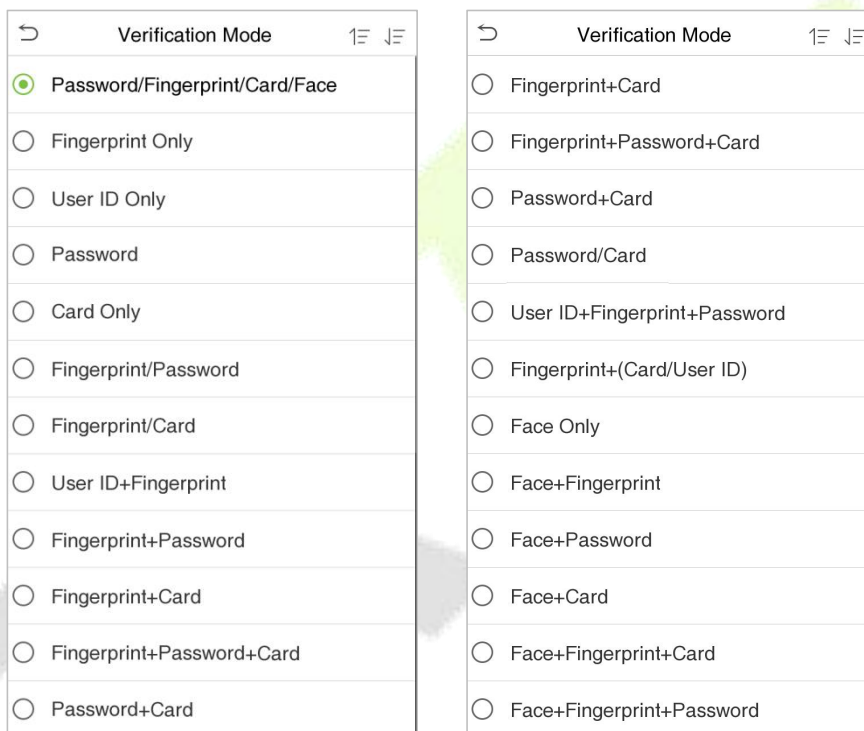 Verification Mode
Password/Fingerprint/Card/Face
Fingerprint Only
User ID Only
Password
Card Only
Fingerprint/Password
Fingerprint/Card
User ID+Fingerprint
Fingerprint+Password
Fingerprint+Card
Fingerprint+Password+Card
Password+Card
Verification Mode
Fingerprint+Card
Fingerprint+Password+Card
Password+Card
Password/Card
User ID+Fingerprint+Password
Fingerprint+(Card/User ID)
Face Only
Face+Fingerprint
Face+Password
Face+Card
Face+Fingerprint+Card
Face+Fingerprint+Password